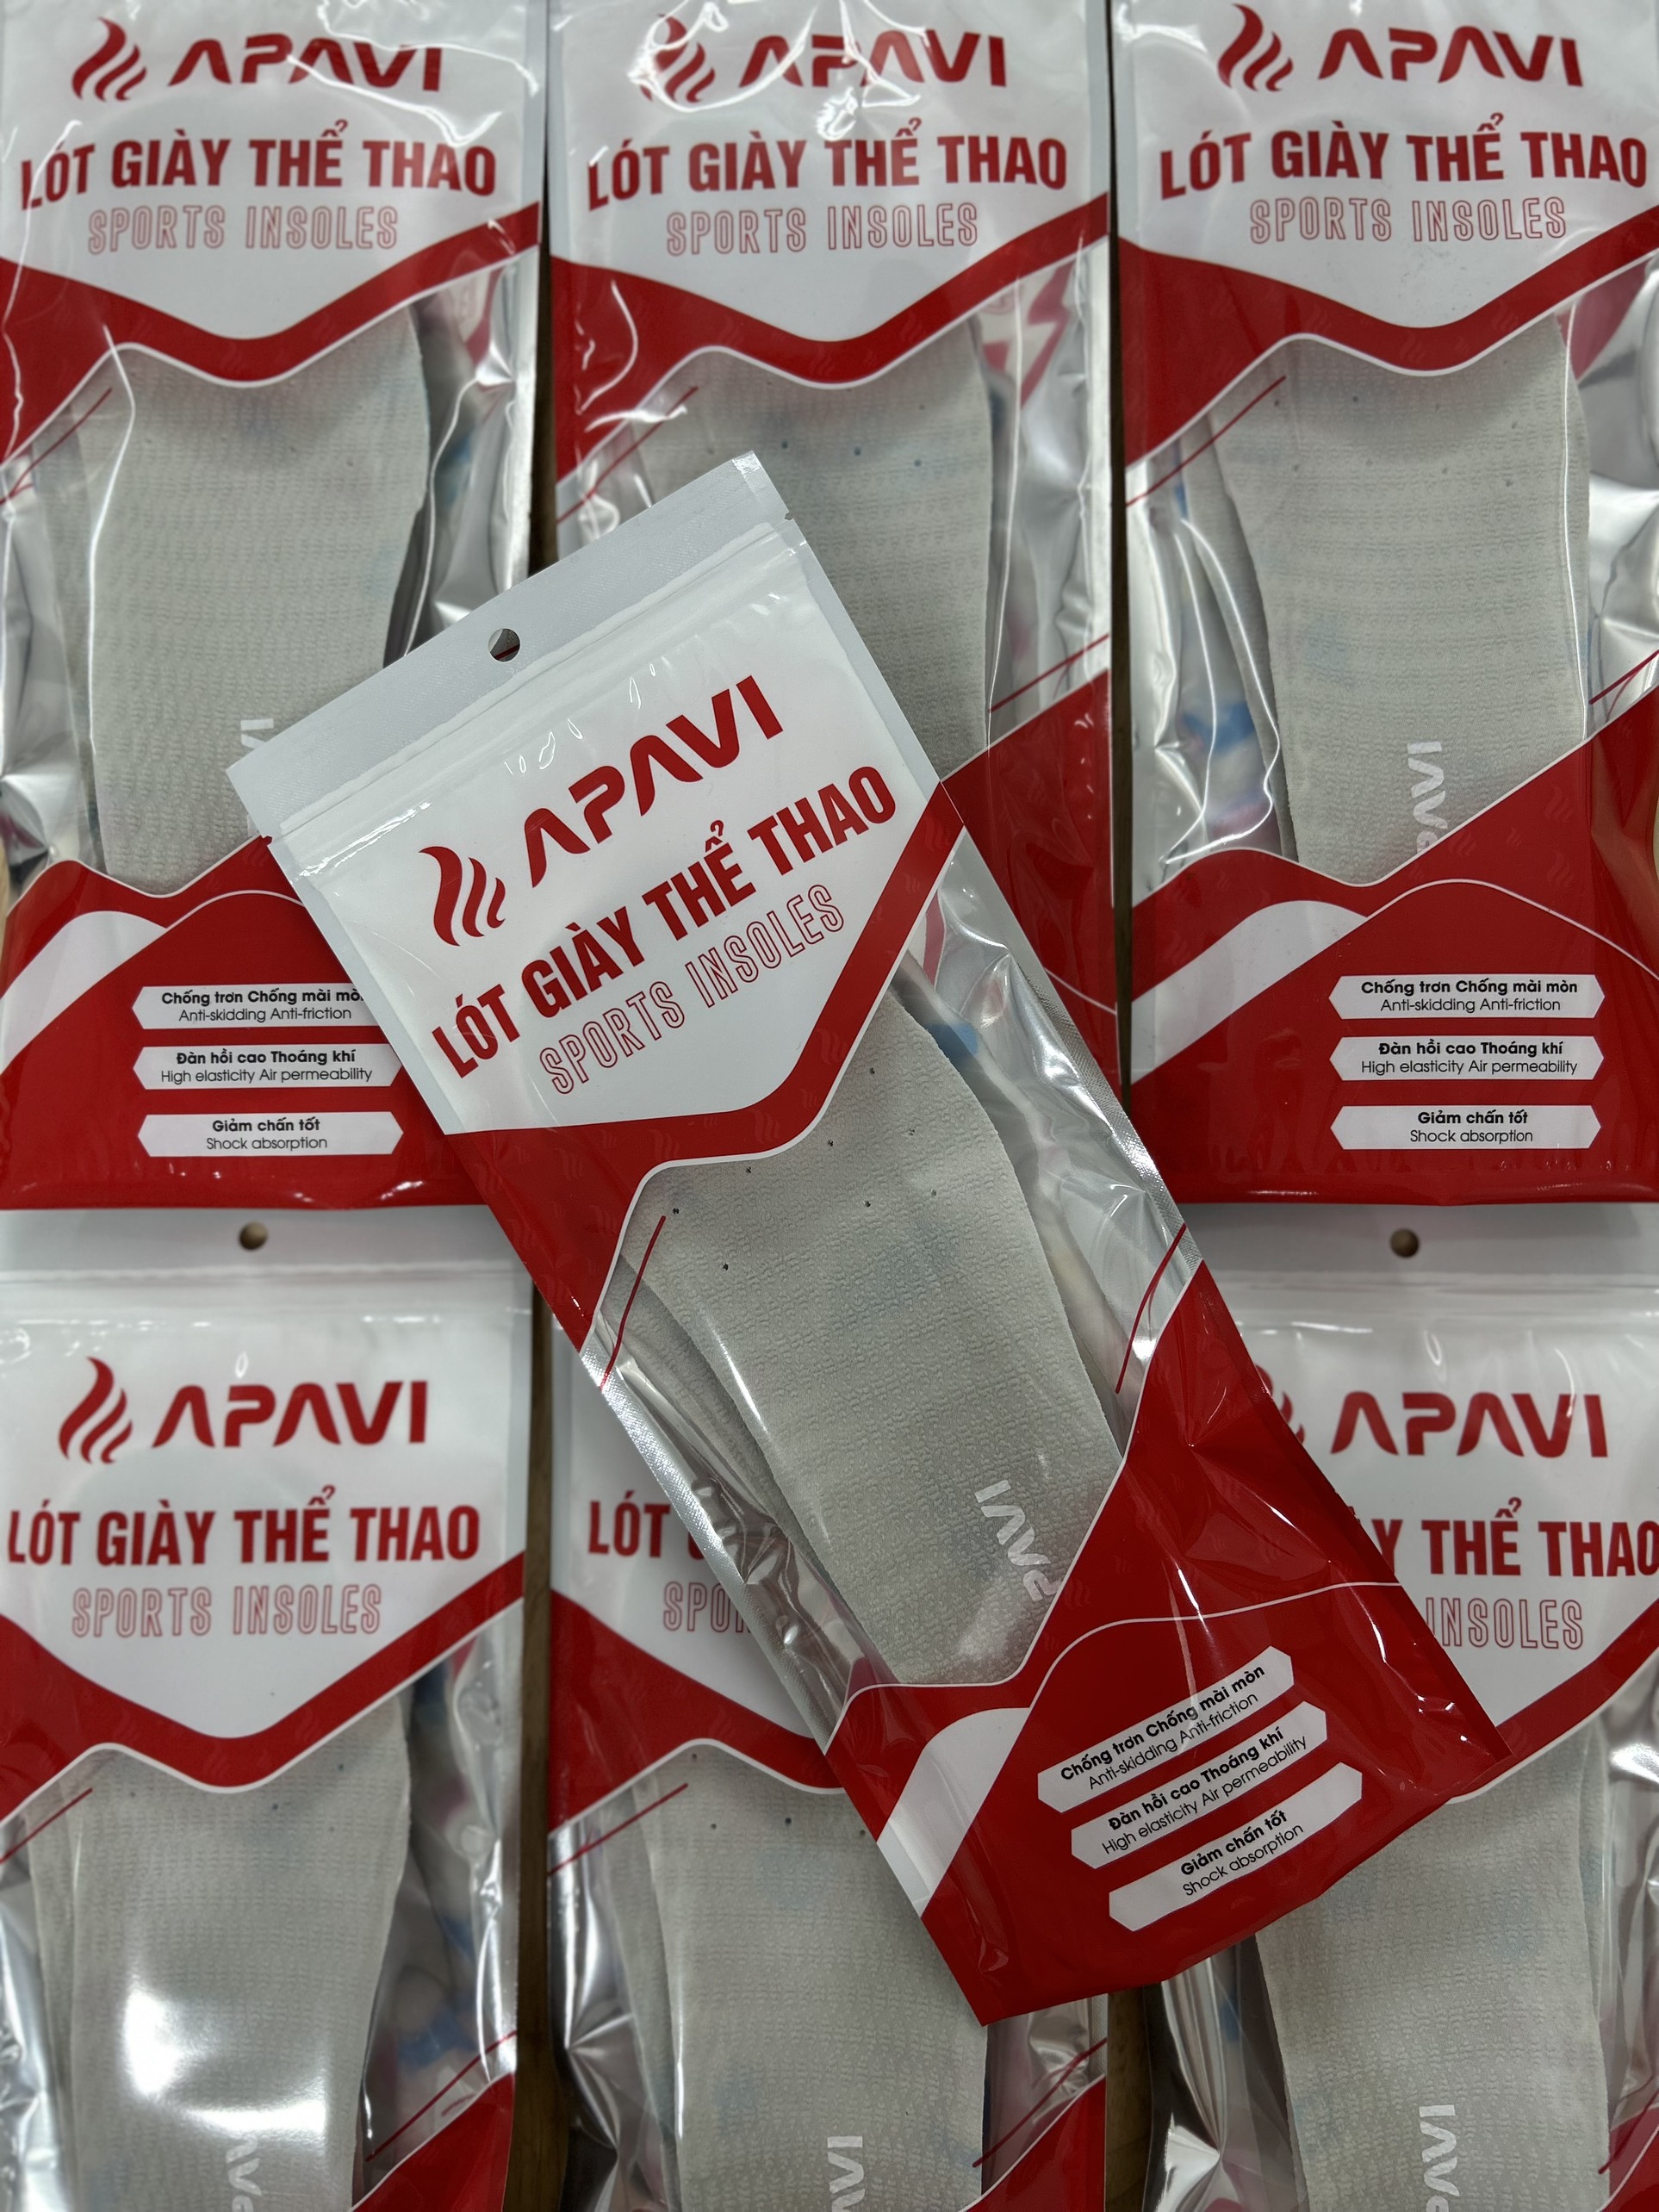 APAVI
LÓT GIÀY THỂ THAO
SPORTS INSOLES
APAVI
LÓT GIÀY THỂ THAO
SPORTS INSOLES
APAVI
LÓT GIÀY THỂ THAO
SPORTS INSOLES
APAVI
LÓT GIÀY THỂ THAO
SPORTS INSOLES
Chống trơn Chống mài mòn
Anti-skidding Anti-friction
Đàn hồi cao Thoáng khí
High elasticity Air permeability
Giảm chấn tốt
Shock absorption
Chống trơn Chống mài
Anti-skidding Anti-friction
Đàn hồi cao Thoáng khí
High elasticity Air permeability
Giảm chấn tốt
Shock absorption
Chống trơn Chống mài mòn
Anti-skidding Anti-friction
Đàn hồi cao Thoáng khí
High elasticity Air permeability
Giảm chấn tốt
Shock absorption
APAVI
LÓT GIÀY THỂ THAO
SPORTS INSOLES
LÓT
APAVI
THỂ THAO
INSOLES